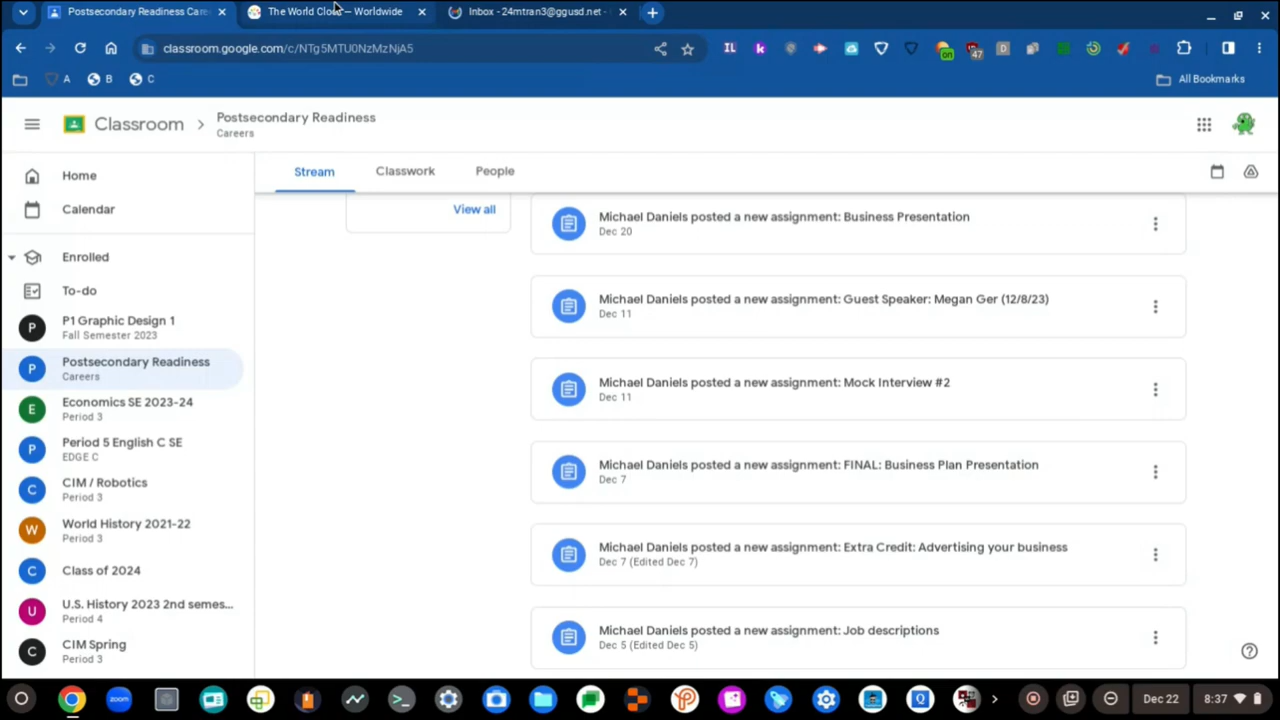 Postsecondary Readiness Care
The World Clock — Worldwide
Inbox - 24mtran3@ggusd.net -
classroom.google.com/c/NTg5MTU0NzMzNjA5
IL
k
on
47
D
A
B
C
All Bookmarks
Classroom
Postsecondary Readiness
Careers
Home
Calendar
Enrolled
To-do
P
P1 Graphic Design 1
Fall Semester 2023
P
Postsecondary Readiness
Careers
E
Economics SE 2023-24
Period 3
P
Period 5 English C SE
EDGE C
C
CIM / Robotics
Period 3
W
World History 2021-22
Period 3
C
Class of 2024
U
U.S. History 2023 2nd semes...
Period 4
C
CIM Spring
Period 3
Stream
Classwork
People
View all
Michael Daniels posted a new assignment: Business Presentation
Dec 20
Michael Daniels posted a new assignment: Guest Speaker: Megan Ger (12/8/23)
Dec 11
Michael Daniels posted a new assignment: Mock Interview #2
Dec 11
Michael Daniels posted a new assignment: FINAL: Business Plan Presentation
Dec 7
Michael Daniels posted a new assignment: Extra Credit: Advertising your business
Dec 7 (Edited Dec 7)
Michael Daniels posted a new assignment: Job descriptions
Dec 5 (Edited Dec 5)
zoom
Q
Dec 22
8:37